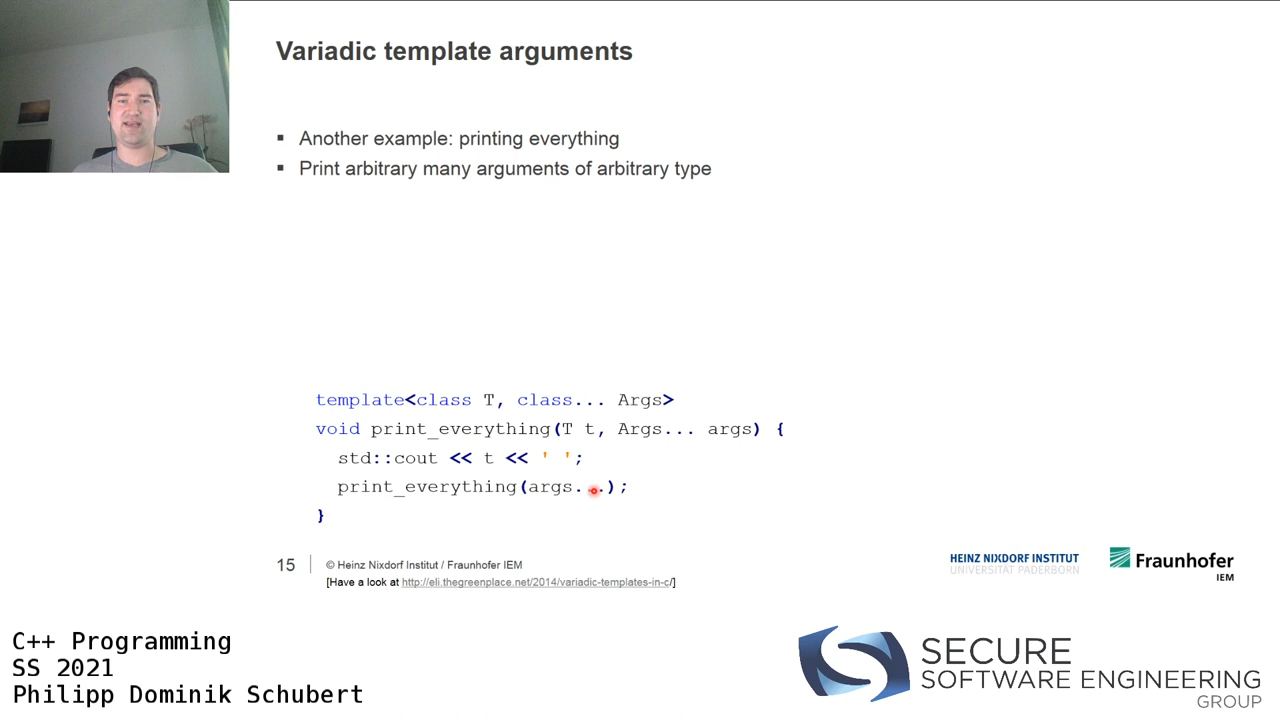 Variadic template arguments
▪ Another example: printing everything
▪ Print arbitrary many arguments of arbitrary type
template<class T, class... Args>
void print_everything(T t, Args... args) {
std::cout << t << ' ';
print_everything(args...);
}
15
© Heinz Nixdorf Institut / Fraunhofer IEM
[Have a look at http://eli.thegreenplace.net/2014/variadic-templates-in-c/]
HEINZ NIXDORF INSTITUT
UNIVERSITÄT PADERBORN
Fraunhofer
IEM
C++ Programming
SS 2021
Philipp Dominik Schubert
SECURE
SOFTWARE ENGINEERING
GROUP